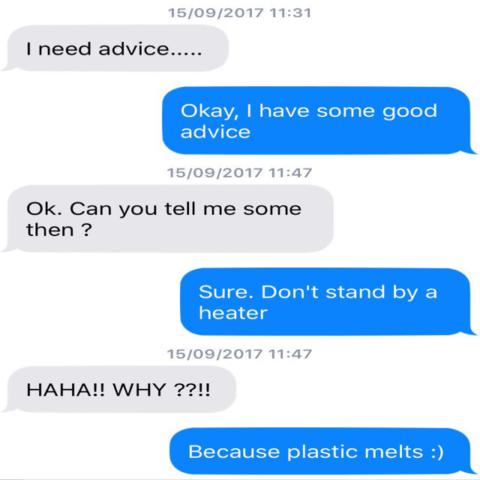 15/09/2017 11:31
I need advice.....
Okay, I have some good
advice
15/09/2017 11:47
Ok. Can you tell me some
then ?
Sure. Don't stand by a
heater
15/09/2017 11:47
HAHA!! WHY ??!!
Because plastic melts :)